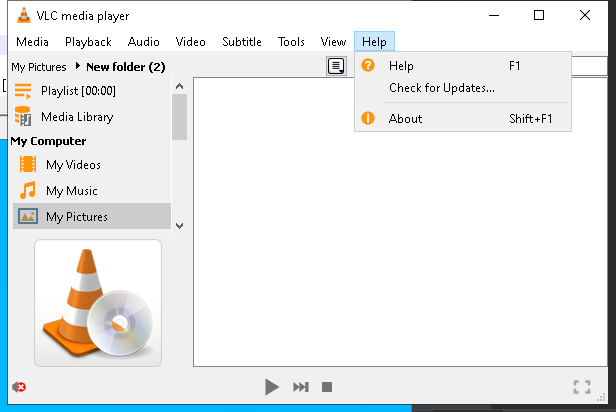 VLC media player
Media Playback Audio Video Subtitle Tools View Help
My Pictures New folder (2)
Help F1
Check for Updates...
About Shift+F1
Playlist [00:00]
Media Library
My Computer
My Videos
My Music
My Pictures